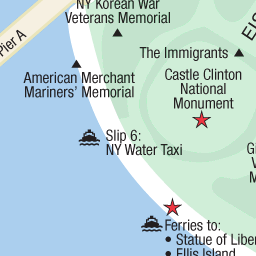 NY Korean War
Veterans Memorial
Pier A
The Immigrants
American Merchant
Mariners' Memorial
Castle Clinton
National
Monument
Slip 6:
NY Water Taxi
Ferries to:
• Statue of Liber
• Ellis Island